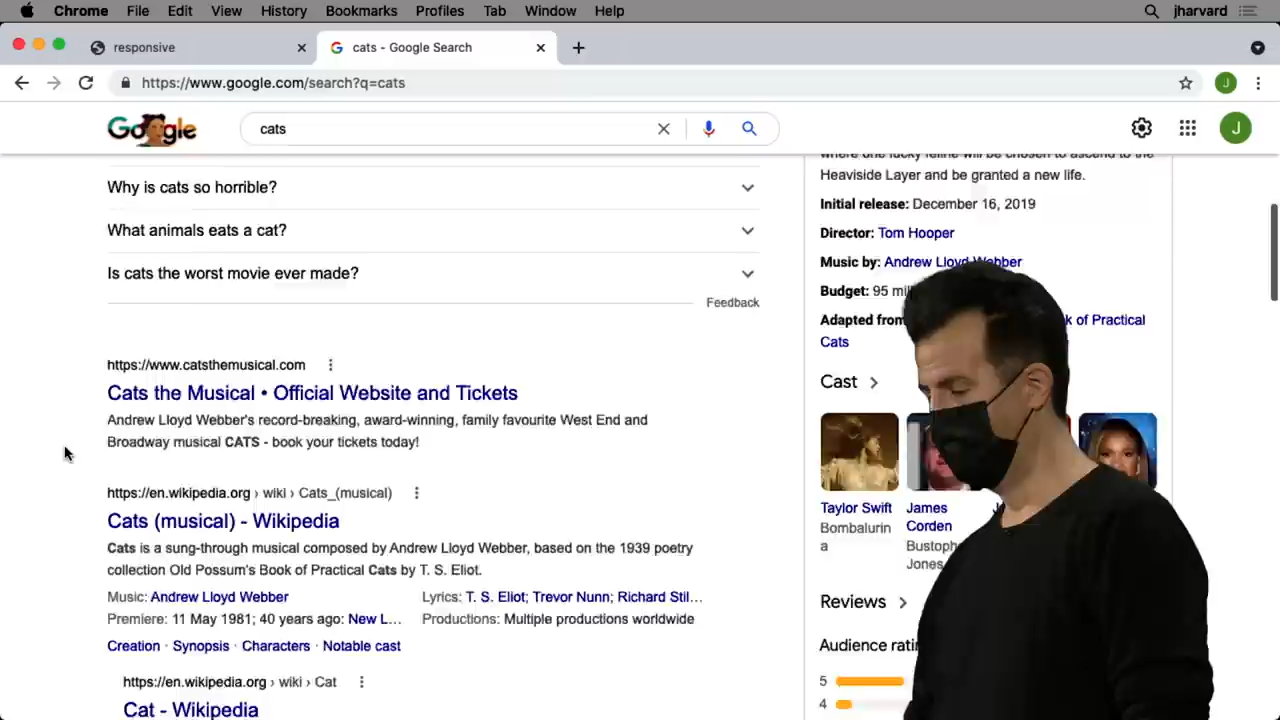 Chrome File Edit View History Bookmarks Profiles Tab Window Help jharvard
responsive
cats - Google Search
https://www.google.com/search?q=cats
J
Google
cats
J
Why is cats so horrible?
What animals eats a cat?
Is cats the worst movie ever made?
Feedback
https://www.catsthemusical.com
Cats the Musical • Official Website and Tickets
Andrew Lloyd Webber's record-breaking, award-winning, family favourite West End and
Broadway musical CATS - book your tickets today!
https://en.wikipedia.org › wiki › Cats_(musical)
Cats (musical) - Wikipedia
Cats is a sung-through musical composed by Andrew Lloyd Webber, based on the 1939 poetry
collection Old Possum's Book of Practical Cats by T. S. Eliot.
Music: Andrew Lloyd Webber
Lyrics: T. S. Eliot; Trevor Nunn; Richard Stil...
Premiere: 11 May 1981; 40 years ago: New L...
Productions: Multiple productions worldwide
Creation · Synopsis · Characters · Notable cast
https://en.wikipedia.org › wiki › Cat
Cat - Wikipedia
where one lucky feline will be chosen to ascend to the
Heaviside Layer and be granted a new life.
Initial release: December 16, 2019
Director: Tom Hooper
Music by: Andrew Lloyd Webber
Budget: 95
Adapted from k of Practical
Cats
Cast
Taylor Swift
Bombalurin
a
James
Corden
Bustoph
Jones
Reviews
Audience
5
4